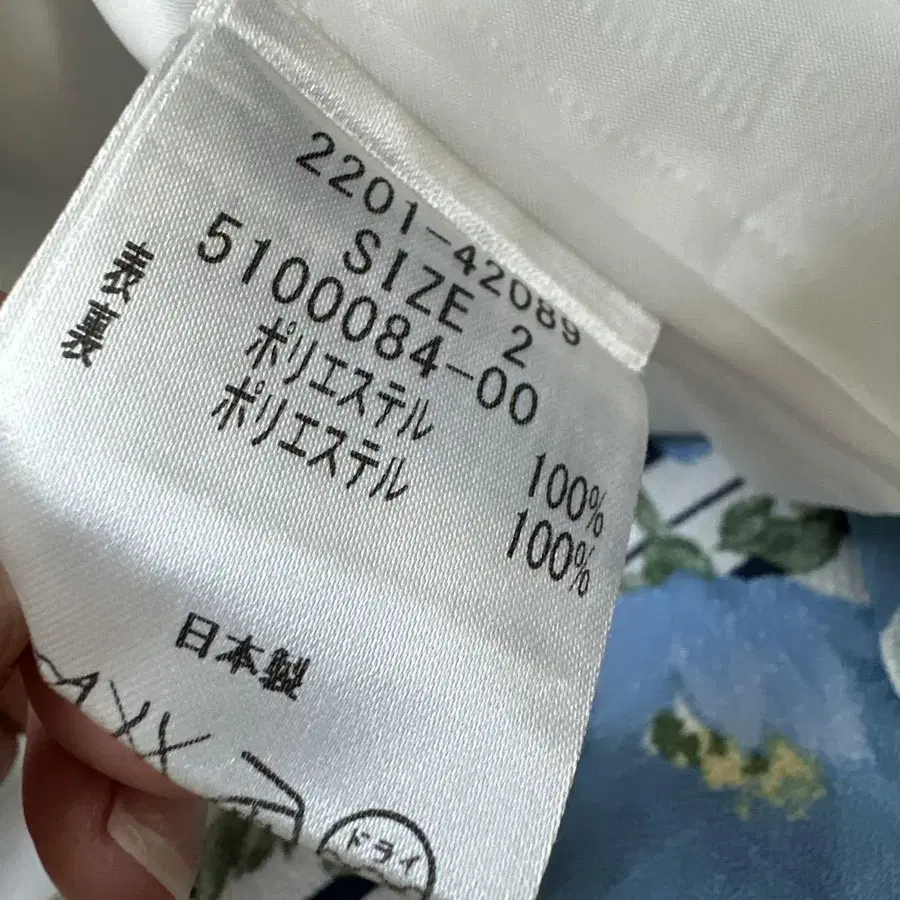 2201-42089
SIZE 2
5100084-00
表 ポリエステル 100%
裏 ポリエステル 100%
日本製
ドライ